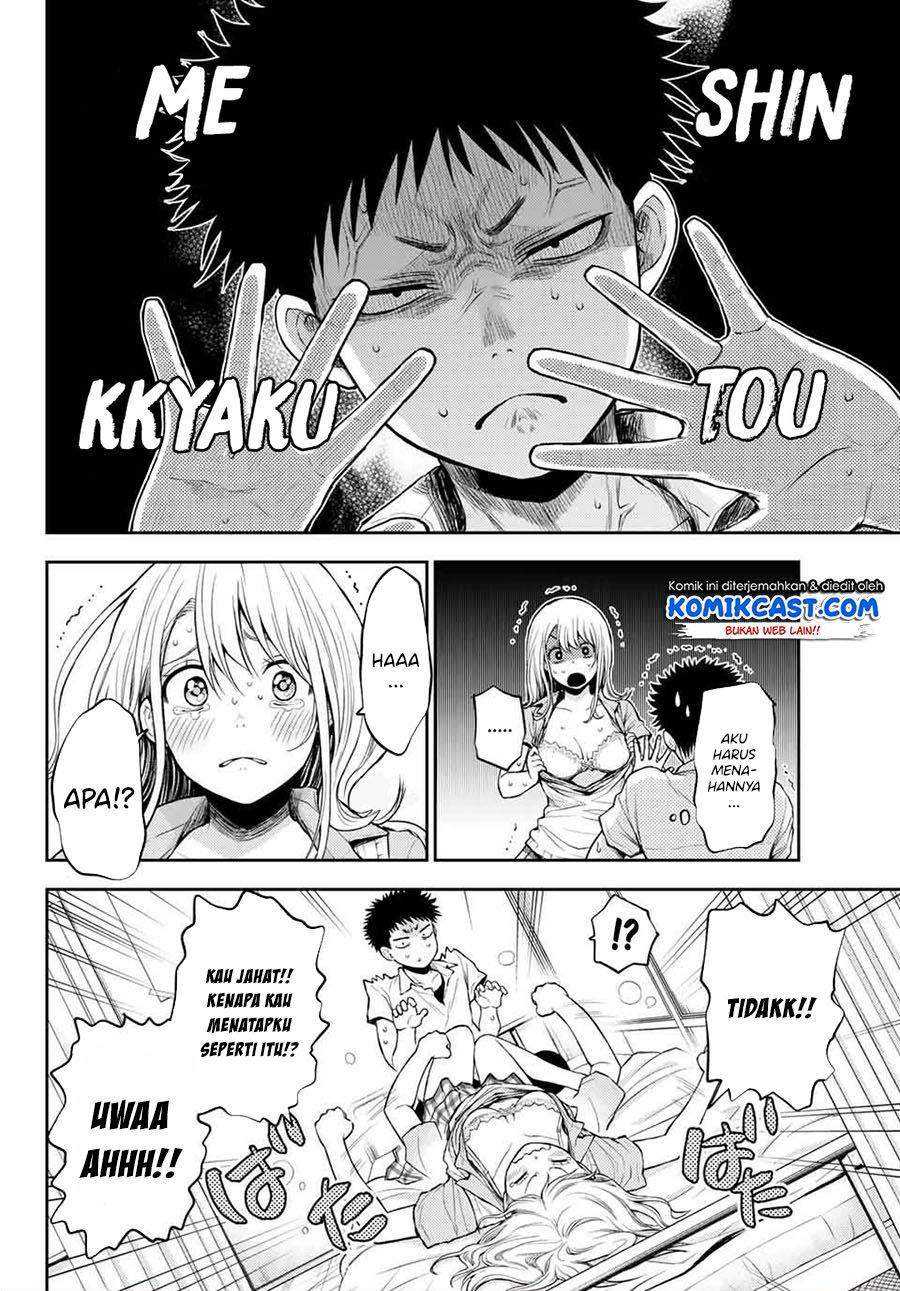 ME SHIN
KKYAKU TOU
Komik ini diterjemahkan & diedit oleh
KOMIKCAST.COM
BUKAN WEB LAIN!!
AKU
HARUS
MENA-
HANNYA
...
.....
HAAA
...
APA!?
TIDAKK!!
!?
KAU JAHAT!!
KENAPA KAU
MENATAPKU
SEPERTI ITU!?
UWAA
AHHH!!
ばた
ばた